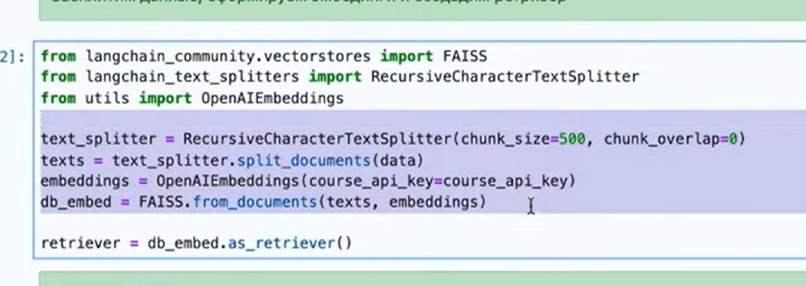 2]:
from langchain_community.vectorstores import FAISS
from langchain_text_splitters import RecursiveCharacterTextSplitter
from utils import OpenAIEmbeddings
text_splitter = RecursiveCharacterTextSplitter(chunk_size=500, chunk_overlap=0)
texts = text_splitter.split_documents(data)
embeddings = OpenAIEmbeddings(course_api_key=course_api_key)
db_embed = FAISS.from_documents(texts, embeddings)
retriever = db_embed.as_retriever()